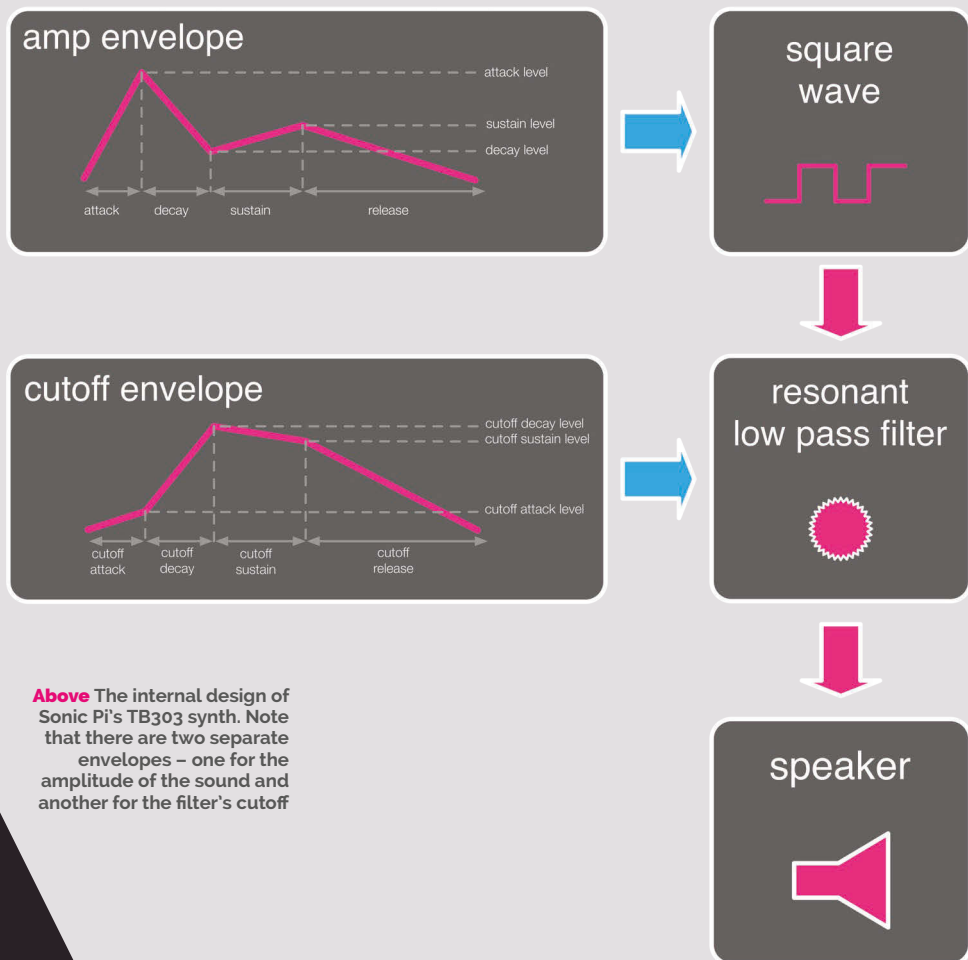 amp envelope
attack level
sustain level
decay level
attack
decay
sustain
release
square
wave
cutoff envelope
cutoff decay level
cutoff sustain level
cutoff attack level
cutoff
attack
cutoff
decay
cutoff
sustain
cutoff
release
resonant
low pass filter
Above The internal design of
Sonic Pi's TB303 synth. Note
that there are two separate
envelopes – one for the
amplitude of the sound and
another for the filter's cutoff
speaker